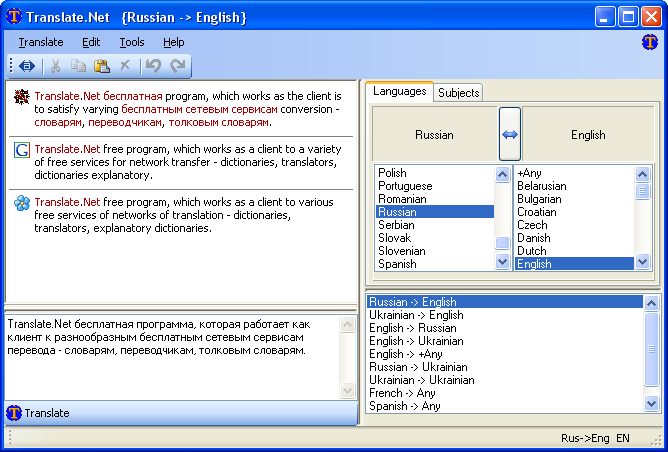 Translate.Net {Russian -> English}
Translate Edit Tools Help
Translate.Net бесплатная program, which works as the client is
to satisfy varying бесплатным сетевым сервисам conversion -
словарям, переводчикам, толковым словарям.
Translate.Net free program, which works as a client to a variety
of free services for network transfer - dictionaries, translators,
dictionaries explanatory.
Translate.Net free program, which works as a client to various
free services of networks of translation - dictionaries,
translators, explanatory dictionaries.
Translate.Net бесплатная программа, которая работает как
клиент к разнообразным бесплатным сетевым сервисам
перевода - словарям, переводчикам, толковым словарям.
Translate
Languages Subjects
Russian English
Polish
Portuguese
Romanian
Russian
Serbian
Slovak
Slovenian
Spanish
+Any
Belarusian
Bulgarian
Croatian
Czech
Danish
Dutch
English
Russian -> English
Ukrainian -> English
English -> Russian
English -> Ukrainian
English -> +Any
Russian -> Ukrainian
Ukrainian -> Ukrainian
French -> Any
Spanish -> Any
Rus->Eng EN